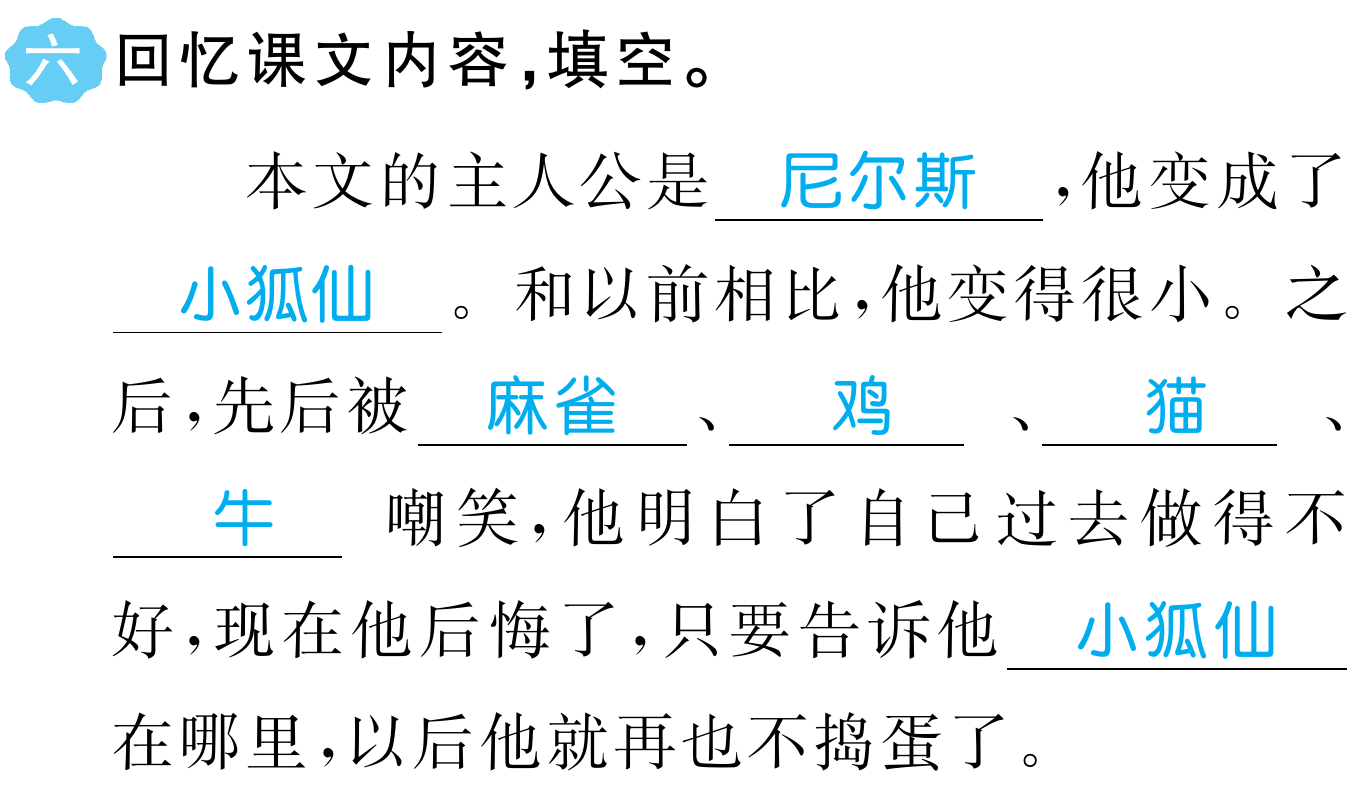 六 回忆课文内容,填空。
本文的主人公是 尼尔斯 ,他变成了
小狐仙 。和以前相比,他变得很小。之
后,先后被 麻雀 、 鸡 、 猫 、
牛 嘲笑,他明白了自己过去做得不
好,现在他后悔了,只要告诉他 小狐仙
在哪里,以后他就再也不捣蛋了。